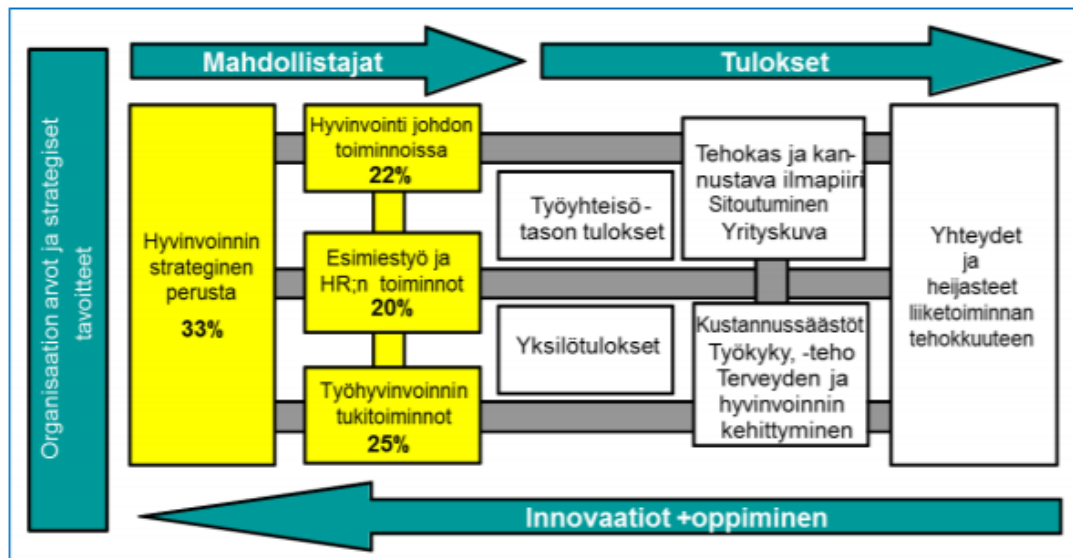 Organisaation arvot ja strategiset
tavoitteet
Mahdollistajat
Tulokset
Hyvinvoinnin
strateginen
perusta
33%
Hyvinvointi johdon
toiminnoissa
22%
Esimiestyö ja
HR;n toiminnot
20%
Työhyvinvoinnin
tukitoiminnot
25%
Työyhteisö-
tason tulokset
Yksilötulokset
Tehokas ja kan-
nustava ilmapiiri
Sitoutuminen
Yrityskuva
Kustannussäästöt
Työkyky, -teho
Terveyden ja
hyvinvoinnin
kehittyminen
Yhteydet
ja
heijasteet
liiketoiminnan
tehokkuuteen
Innovaatiot +oppiminen